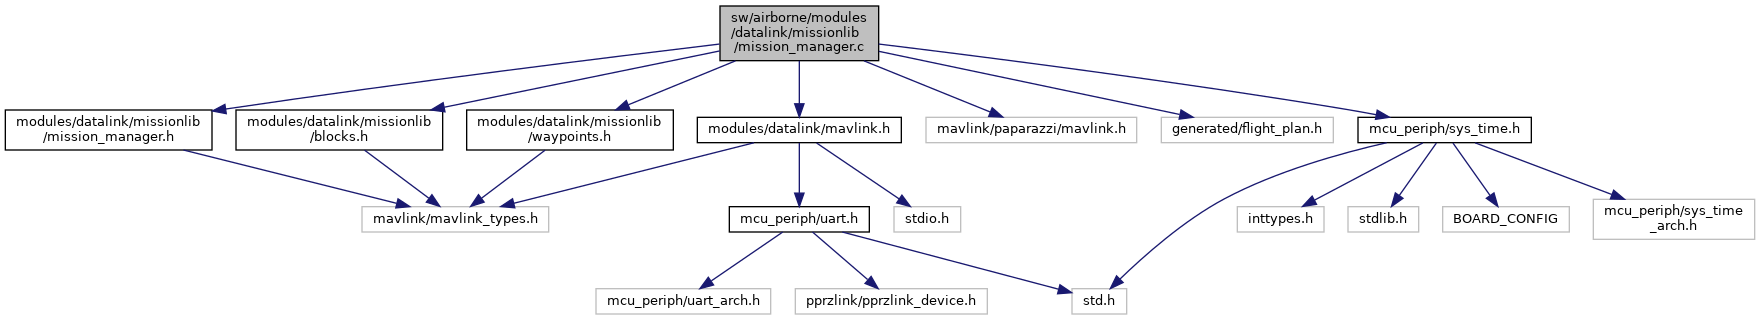 sw/airborne/modules
/datalink/missionlib
/mission_manager.c
modules/datalink/missionlib
/mission_manager.h
modules/datalink/missionlib
/blocks.h
modules/datalink/missionlib
/waypoints.h
modules/datalink/mavlink.h
mavlink/paparazzi/mavlink.h
generated/flight_plan.h
mcu_periph/sys_time.h
mavlink/mavlink_types.h
mcu_periph/uart.h
stdio.h
inttypes.h
stdlib.h
BOARD_CONFIG
mcu_periph/sys_time
_arch.h
mcu_periph/uart_arch.h
pprzlink/pprzlink_device.h
std.h